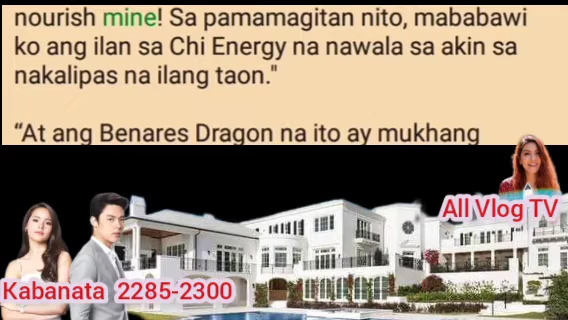 nourish mine! Sa pamamagitan nito, mababawi
ko ang ilan sa Chi Energy na nawala sa akin sa
nakalipas na ilang taon."
“At ang Benares Dragon na ito ay mukhang
All Vlog TV
Kabanata 2285-2300